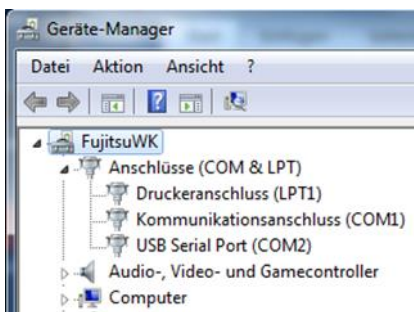 Geräte-Manager
Datei Aktion Ansicht ?
FujitsuWK
Anschlüsse (COM & LPT)
Druckeranschluss (LPT1)
Kommunikationsanschluss (COM1)
USB Serial Port (COM2)
Audio-, Video- und Gamecontroller
Computer